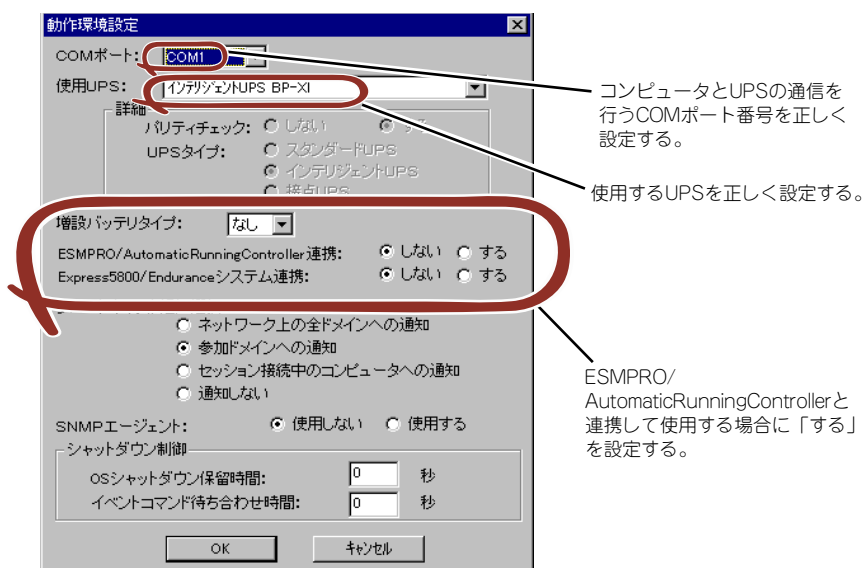 動作環境設定
COMポート: COM1
使用UPS: インテリジェントUPS BP-XI
詳細
パリティチェック: しない する
UPSタイプ: スタンダードUPS
インテリジェントUPS
接点UPS
増設バッテリタイプ: なし
ESMPRO/AutomaticRunningController連携: しない する
Express5800/Enduranceシステム連携: しない する
ネットワーク上の全ドメインへの通知
参加ドメインへの通知
セッション接続中のコンピュータへの通知
通知しない
SNMPエージェント: 使用しない 使用する
シャットダウン制御
OSシャットダウン保留時間: 0 秒
イベントコマンド待ち合わせ時間: 0 秒
OK キャンセル
コンピュータとUPSの通信を
行うCOMポート番号を正しく
設定する。
使用するUPSを正しく設定する。
ESMPRO/
AutomaticRunningControllerと
連携して使用する場合に「する」
を設定する。